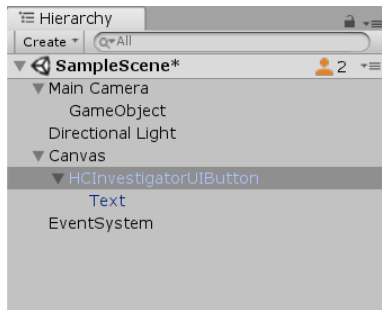 Hierarchy
Create All
SampleScene* 2
Main Camera
GameObject
Directional Light
Canvas
HCInvestigatorUIButton
Text
EventSystem